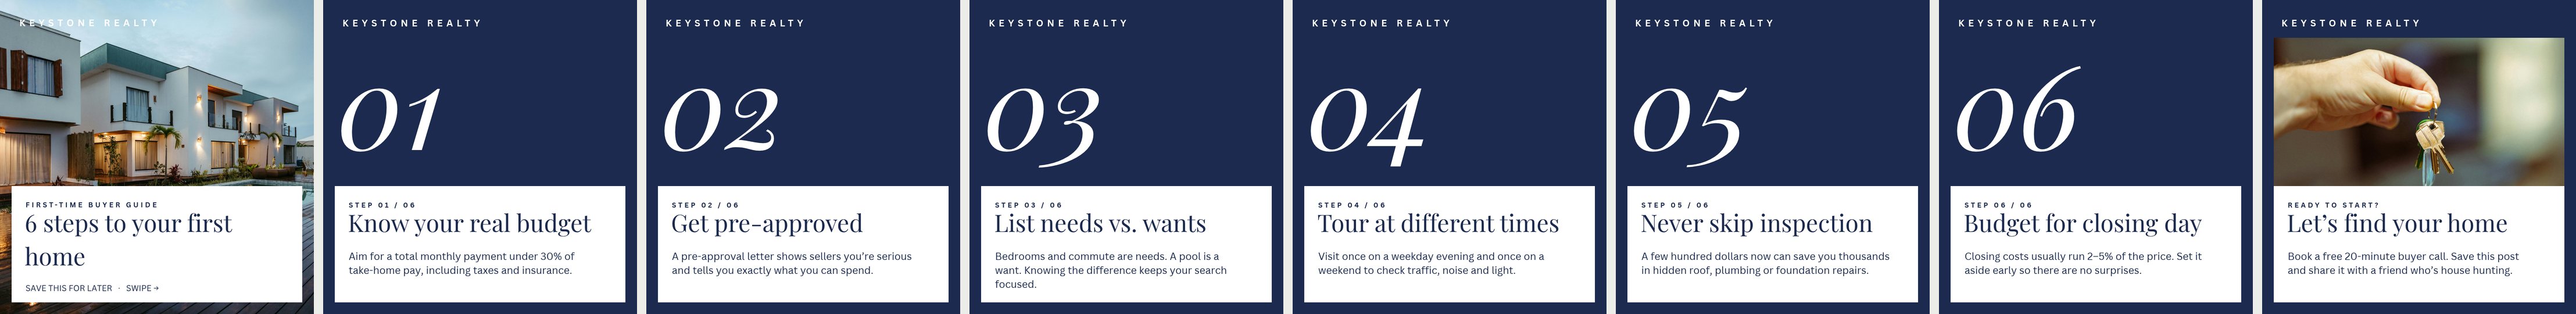 KEYSTONE REALTY
FIRST-TIME BUYER GUIDE
6 steps to your first
home
SAVE THIS FOR LATER · SWIPE →
KEYSTONE REALTY
01
STEP 01 / 06
Know your real budget
Aim for a total monthly payment under 30% of
take-home pay, including taxes and insurance.
KEYSTONE REALTY
02
STEP 02 / 06
Get pre-approved
A pre-approval letter shows sellers you’re serious
and tells you exactly what you can spend.
KEYSTONE REALTY
03
STEP 03 / 06
List needs vs. wants
Bedrooms and commute are needs. A pool is a
want. Knowing the difference keeps your search
focused.
KEYSTONE REALTY
04
STEP 04 / 06
Tour at different times
Visit once on a weekday evening and once on a
weekend to check traffic, noise and light.
KEYSTONE REALTY
05
STEP 05 / 06
Never skip inspection
A few hundred dollars now can save you thousands
in hidden roof, plumbing or foundation repairs.
KEYSTONE REALTY
06
STEP 06 / 06
Budget for closing day
Closing costs usually run 2–5% of the price. Set it
aside early so there are no surprises.
KEYSTONE REALTY
READY TO START?
Let’s find your home
Book a free 20-minute buyer call. Save this post
and share it with a friend who’s house hunting.